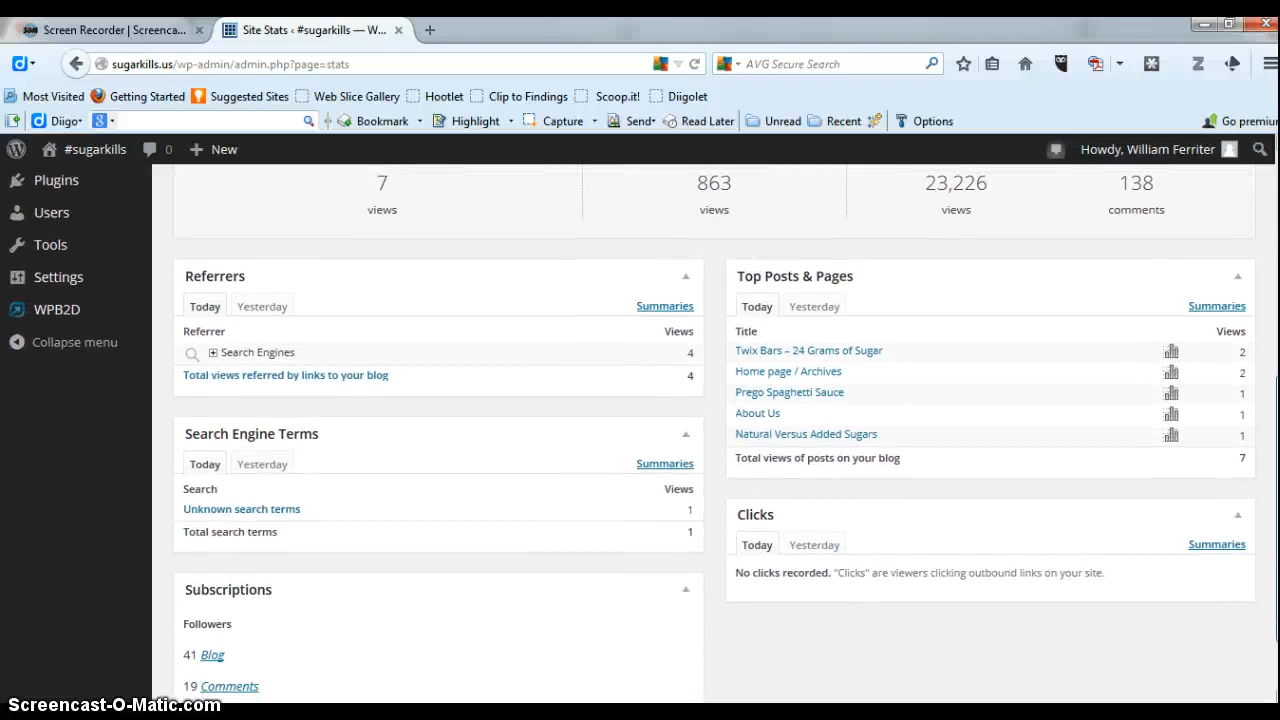 Screen Recorder | Screenca...
Site Stats ‹ #sugarkills — W...
sugarkills.us/wp-admin/admin.php?page=stats
AVG Secure Search
Most Visited
Getting Started
Suggested Sites
Web Slice Gallery
Hootlet
Clip to Findings
Scoop.it!
Diigolet
Diigo
Bookmark
Highlight
Capture
Send
Read Later
Unread
Recent
Options
Go premiu
#sugarkills
0
New
Howdy, William Ferriter
Plugins
Users
Tools
Settings
WPB2D
Collapse menu
7
views
863
views
23,226
views
138
comments
Referrers
Today Yesterday Summaries
Referrer Views
Search Engines 4
Total views referred by links to your blog 4
Search Engine Terms
Today Yesterday Summaries
Search Views
Unknown search terms 1
Total search terms 1
Subscriptions
Followers
41 Blog
19 Comments
Top Posts & Pages
Today Yesterday Summaries
Title Views
Twix Bars – 24 Grams of Sugar 2
Home page / Archives 2
Prego Spaghetti Sauce 1
About Us 1
Natural Versus Added Sugars 1
Total views of posts on your blog 7
Clicks
Today Yesterday Summaries
No clicks recorded. "Clicks" are viewers clicking outbound links on your site.
Screencast-O-Matic.com